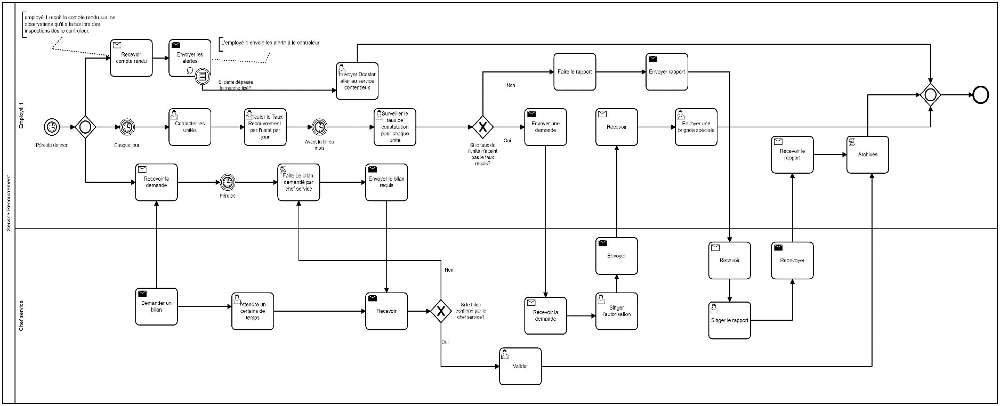 employé 1 reçoit le compte rendu sur les
observations qu'il a faites lors des
inspections dés le controleur.
Recevoir
compte rendu
Envoyer les
alertes
L'employé 1 envoie les alerte à le controleur
SI dette dépasse
la marche fixé?
Envoyer Dossier
aller au service
contentieux
Employé 1
Péroide donner
Chaque jour
Contacter les
unités
lculer le Taux
Recouvrement
par l'unité par
jour
Avant la fin du
mois
Surveiller le
taux de
constatation
pour chaque
unité
Si le taux de
l'unité n'atteint
pas le taux
requis?
Non
Oui
Faire le rapport
Envoyer rapport
Envoyer une
demande
Recevoir
Envoyer une
brigade spéciale
Recevoir le
rapport
Archivés
Recevoir la
demande
Péroide
Faire Le bilan
demandé par
chef service
Envoyer le bilan
requis
Service Recouvrement
Chef service
Demander un
bilan
Attendre un
certains de
temps
Recevoir
Non
Si le bilan
confirmé par le
chef service?
Oui
Valider
Recevoir la
demande
Singer
l'autorisation
Envoyer
Recevoir
Singer le rapport
Reonvoyer